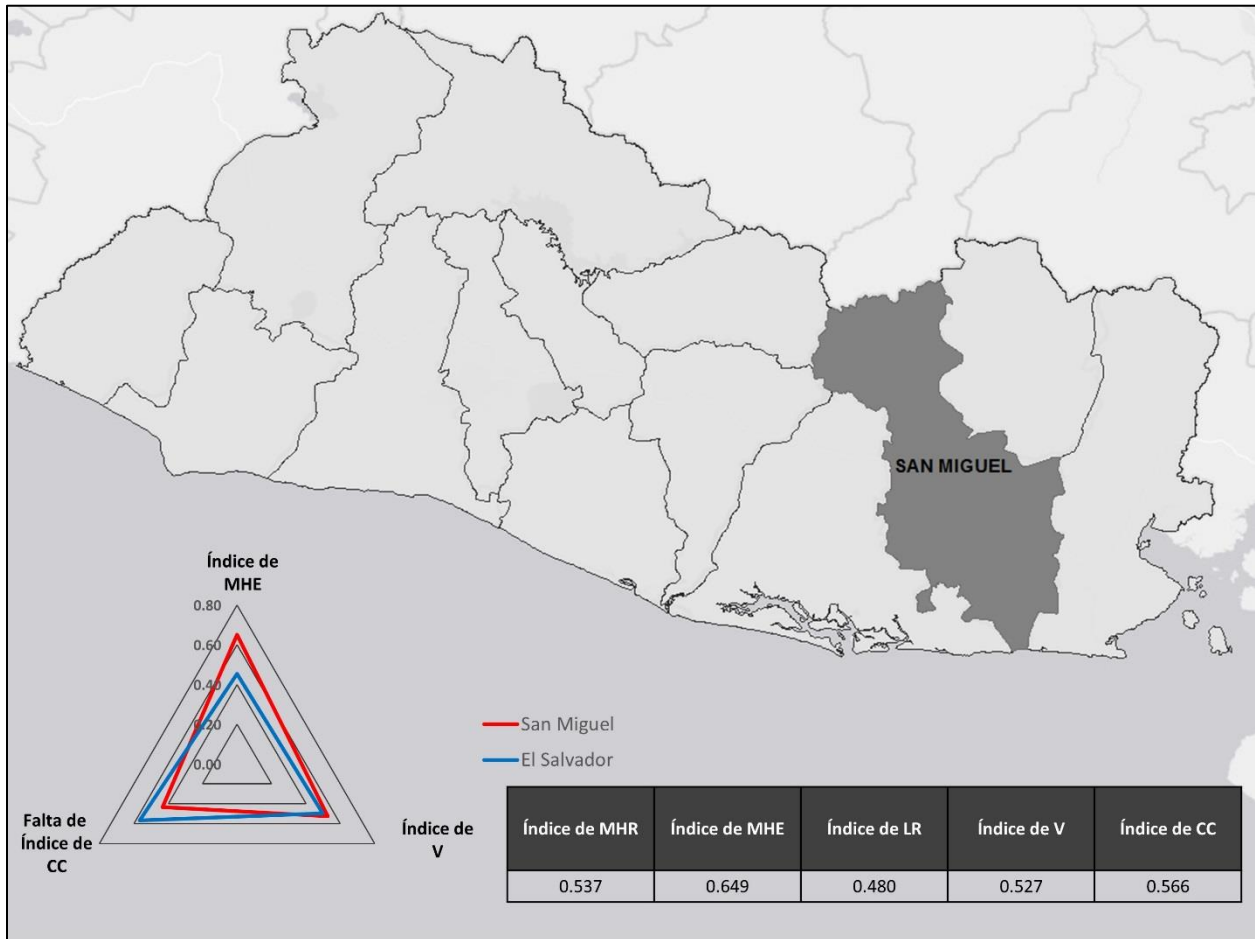 SAN MIGUEL
Índice de
MHE
0.80
0.60
0.40
0.20
0.00
Falta de
Índice de
CC
Índice de
V
San Miguel
El Salvador
Índice de MHR Índice de MHE Índice de LR Índice de V Índice de CC
0.537 0.649 0.480 0.527 0.566